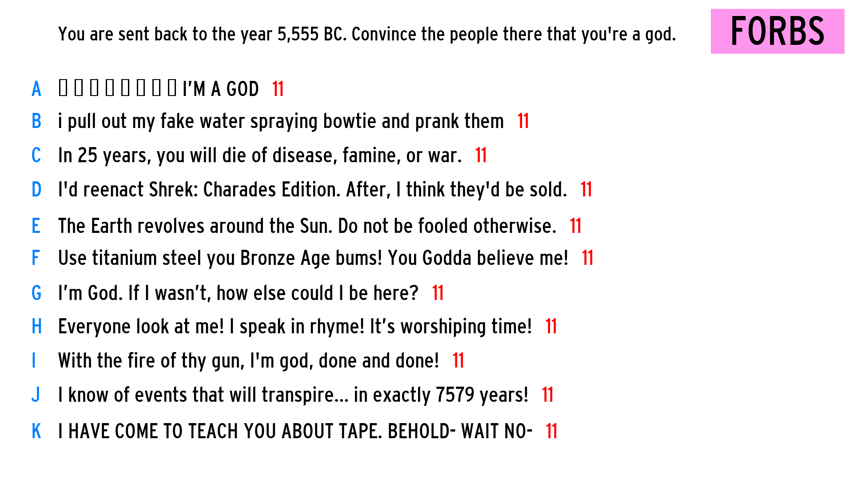 You are sent back to the year 5,555 BC. Convince the people there that you're a god.
FORBS
A ▯ ▯ ▯ ▯ ▯ ▯ ▯ ▯ I'M A GOD 11
B i pull out my fake water spraying bowtie and prank them 11
C In 25 years, you will die of disease, famine, or war. 11
D I'd reenact Shrek: Charades Edition. After, I think they'd be sold. 11
E The Earth revolves around the Sun. Do not be fooled otherwise. 11
F Use titanium steel you Bronze Age bums! You Godda believe me! 11
G I’m God. If I wasn’t, how else could I be here? 11
H Everyone look at me! I speak in rhyme! It’s worshiping time! 11
I With the fire of thy gun, I'm god, done and done! 11
J I know of events that will transpire... in exactly 7579 years! 11
K I HAVE COME TO TEACH YOU ABOUT TAPE. BEHOLD- WAIT NO- 11